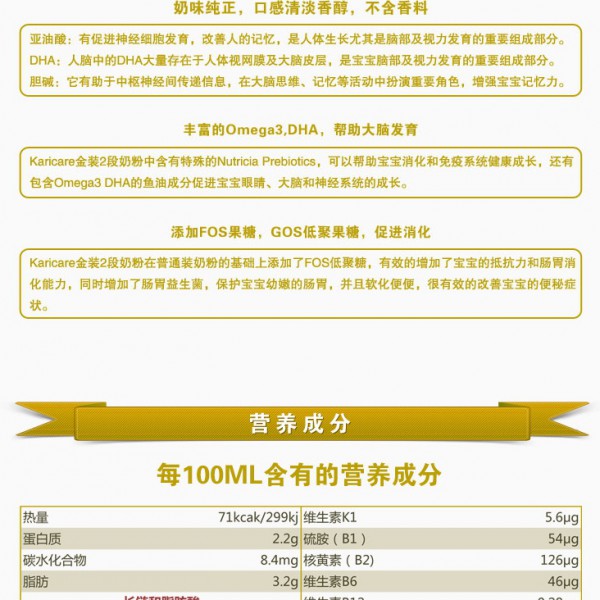 奶味纯正，口感清淡香醇，不含香料
亚油酸：有促进神经细胞发育，改善人的记忆，是人体生长尤其是脑部及视力发育的重要组成部分。
DHA：人脑中的DHA大量存在于人体视网膜及大脑皮层，是宝宝脑部及视力发育的重要组成部分。
胆碱：它有助于中枢神经间传递信息，在大脑思维、记忆等活动中扮演重要角色，增强宝宝记忆力。
丰富的Omega3,DHA，帮助大脑发育
Karicare金装2段奶粉中含有特殊的Nutricia Prebiotics，可以帮助宝宝消化和免疫系统健康成长，还有
包含Omega3 DHA的鱼油成分促进宝宝眼睛、大脑和神经系统的成长。
添加FOS果糖，GOS低聚果糖，促进消化
Karicare金装2段奶粉在普通装奶粉的基础上添加了FOS低聚糖，有效的增加了宝宝的抵抗力和肠胃消
化能力，同时增加了肠胃益生菌，保护宝宝幼嫩的肠胃，并且软化便便，很有效的改善宝宝的便秘症
状。
营养成分
每100ML含有的营养成分
热量 71kcak/299kj 维生素K1 5.6μg
蛋白质 2.2g 硫胺（B1） 54μg
碳水化合物 8.4mg 核黄素（B2) 126μg
脂肪 3.2g 维生素B6 46μg